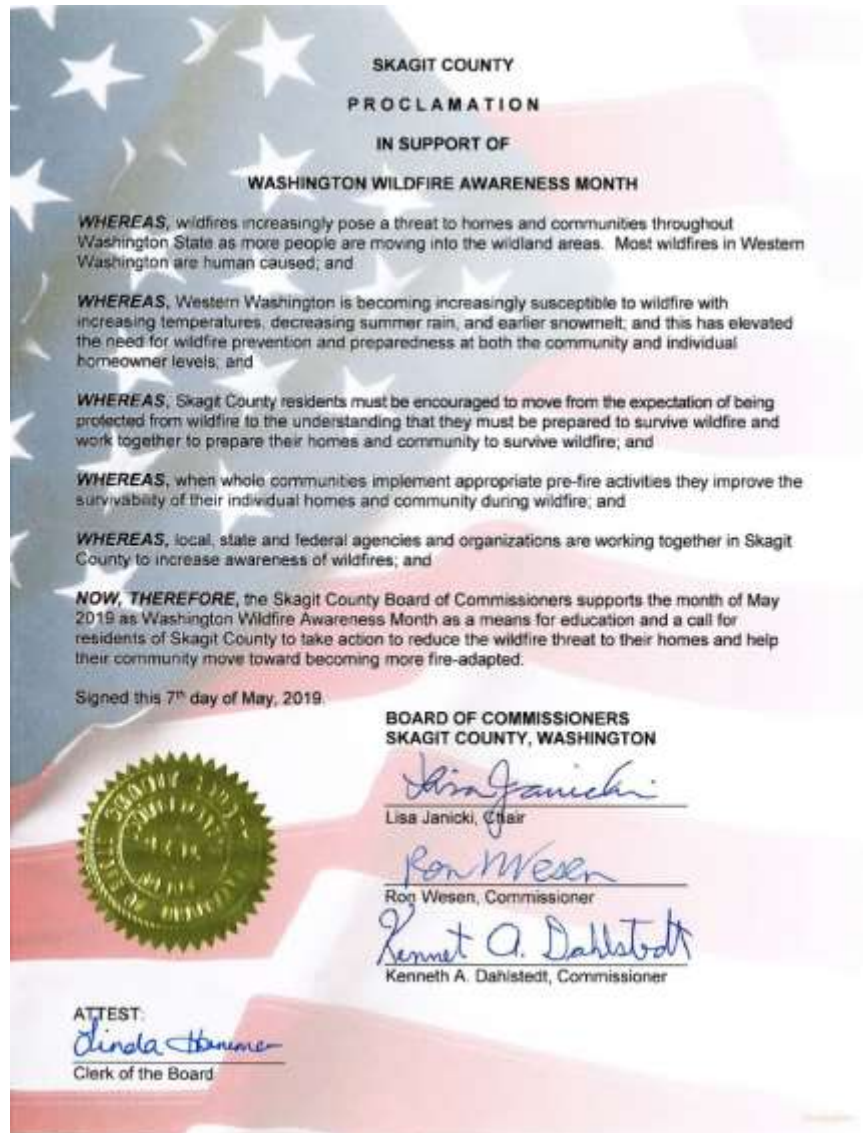 SKAGIT COUNTY
PROCLAMATION
IN SUPPORT OF
WASHINGTON WILDFIRE AWARENESS MONTH
WHEREAS, wildfires increasingly pose a threat to homes and communities throughout
Washington State as more people are moving into the wildland areas. Most wildfires in Western
Washington are human caused; and
WHEREAS, Western Washington is becoming increasingly susceptible to wildfire with
increasing temperatures, decreasing summer rain, and earlier snowmelt; and this has elevated
the need for wildfire prevention and preparedness at both the community and individual
homeowner levels; and
WHEREAS, Skagit County residents must be encouraged to move from the expectation of being
protected from wildfire to the understanding that they must be prepared to survive wildfire and
work together to prepare their homes and community to survive wildfire; and
WHEREAS, when whole communities implement appropriate pre-fire activities they improve the
survivability of their individual homes and community during wildfire; and
WHEREAS, local, state and federal agencies and organizations are working together in Skagit
County to increase awareness of wildfires; and
NOW, THEREFORE, the Skagit County Board of Commissioners supports the month of May
2019 as Washington Wildfire Awareness Month as a means for education and a call for
residents of Skagit County to take action to reduce the wildfire threat to their homes and help
their community move toward becoming more fire-adapted.
Signed this 7th day of May, 2019.
BOARD OF COMMISSIONERS
SKAGIT COUNTY, WASHINGTON
Lisa Janicki
Lisa Janicki, Chair
Ron Wesen
Ron Wesen, Commissioner
Kennet A. Dahlstedt
Kenneth A. Dahlstedt, Commissioner
ATTEST:
Linda
Clerk of the Board